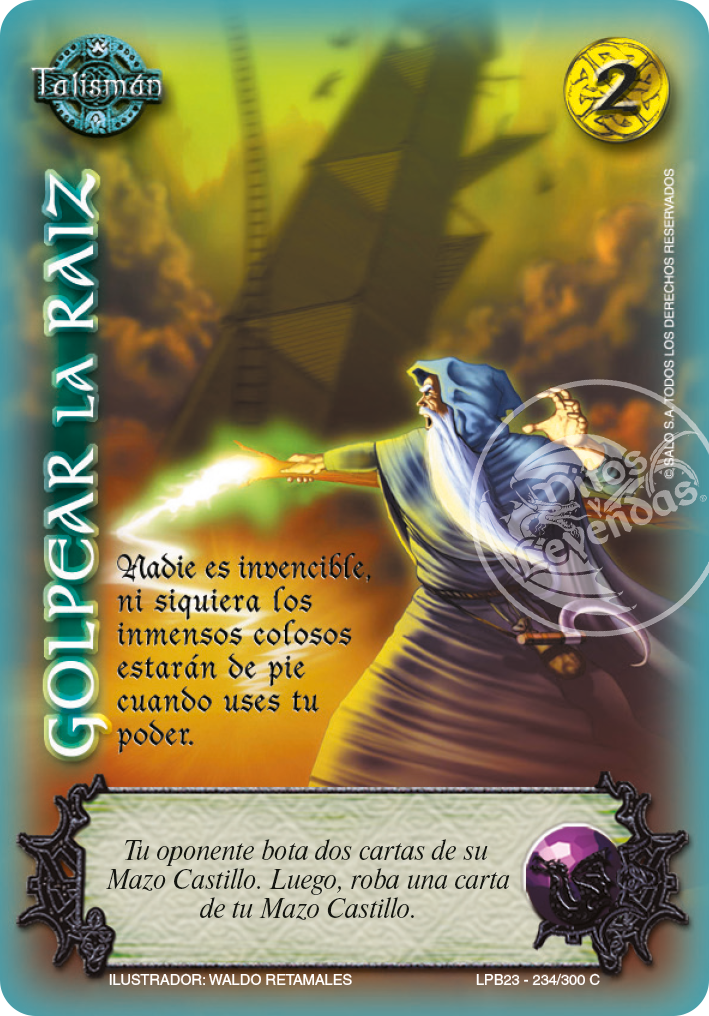 Talismán
2
GOLPEAR LA RAIZ
© SALO S.A. TODOS LOS DERECHOS RESERVADOS
Mitos
y
Leyendas®
Nadie es invencible,
ni siquiera los
inmensos colosos
estarán de pie
cuando uses tu
poder.
Tu oponente bota dos cartas de su
Mazo Castillo. Luego, roba una carta
de tu Mazo Castillo.
ILUSTRADOR: WALDO RETAMALES
LPB23 - 234/300 C